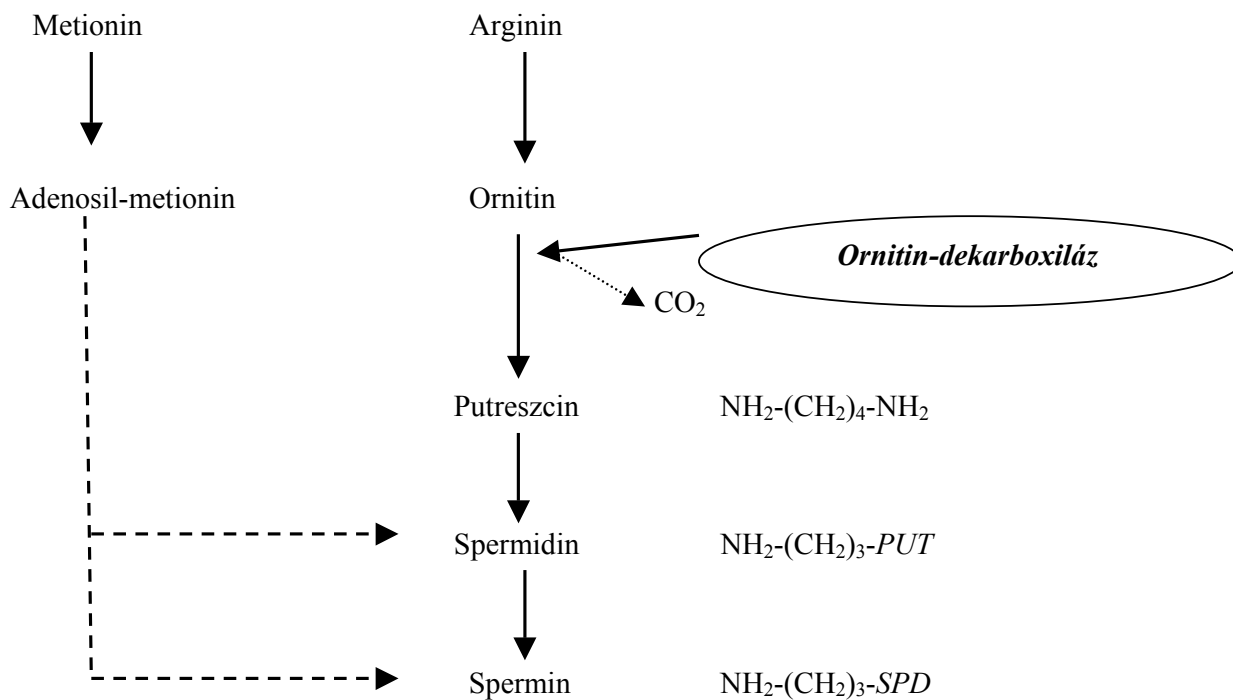 Metionin Arginin
Adenosil-metionin Ornitin
Ornitin-dekarboxiláz
CO₂
Putreszcin NH₂-(CH₂)₄-NH₂
Spermidin NH₂-(CH₂)₃-PUT
Spermin NH₂-(CH₂)₃-SPD